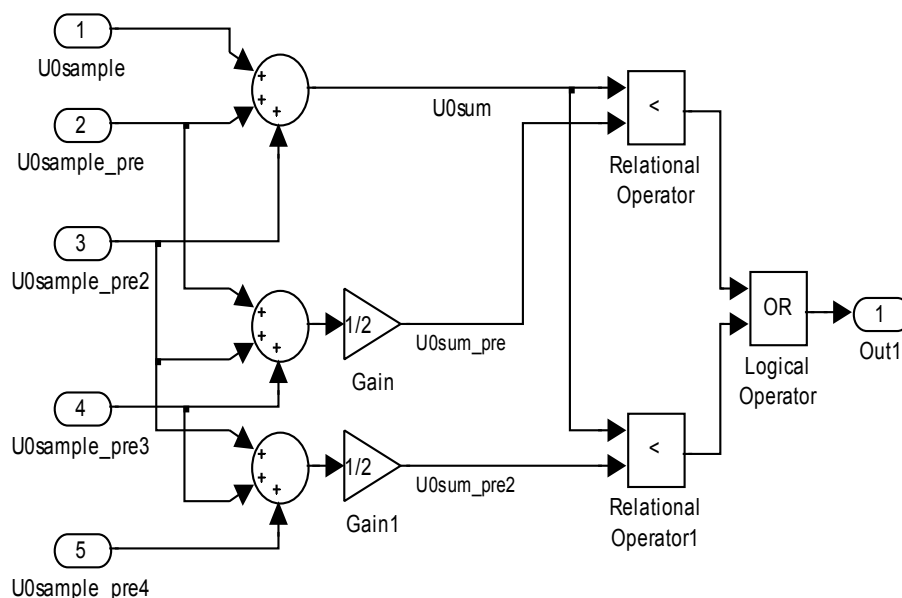 1
U0sample
+
+
+
U0sum
<
Relational
Operator
2
U0sample_pre
3
U0sample_pre2
+
+
+
1/2
Gain
U0sum_pre
OR
Logical
Operator
1
Out1
4
U0sample_pre3
+
+
+
1/2
Gain1
U0sum_pre2
<
Relational
Operator1
5
U0sample_pre4